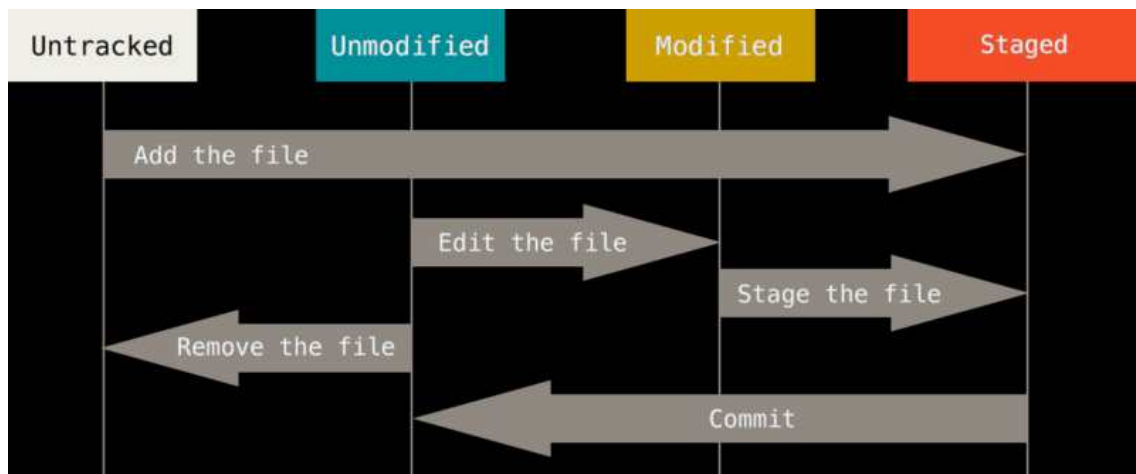 Untracked
Unmodified
Modified
Staged
Add the file
Edit the file
Stage the file
Remove the file
Commit